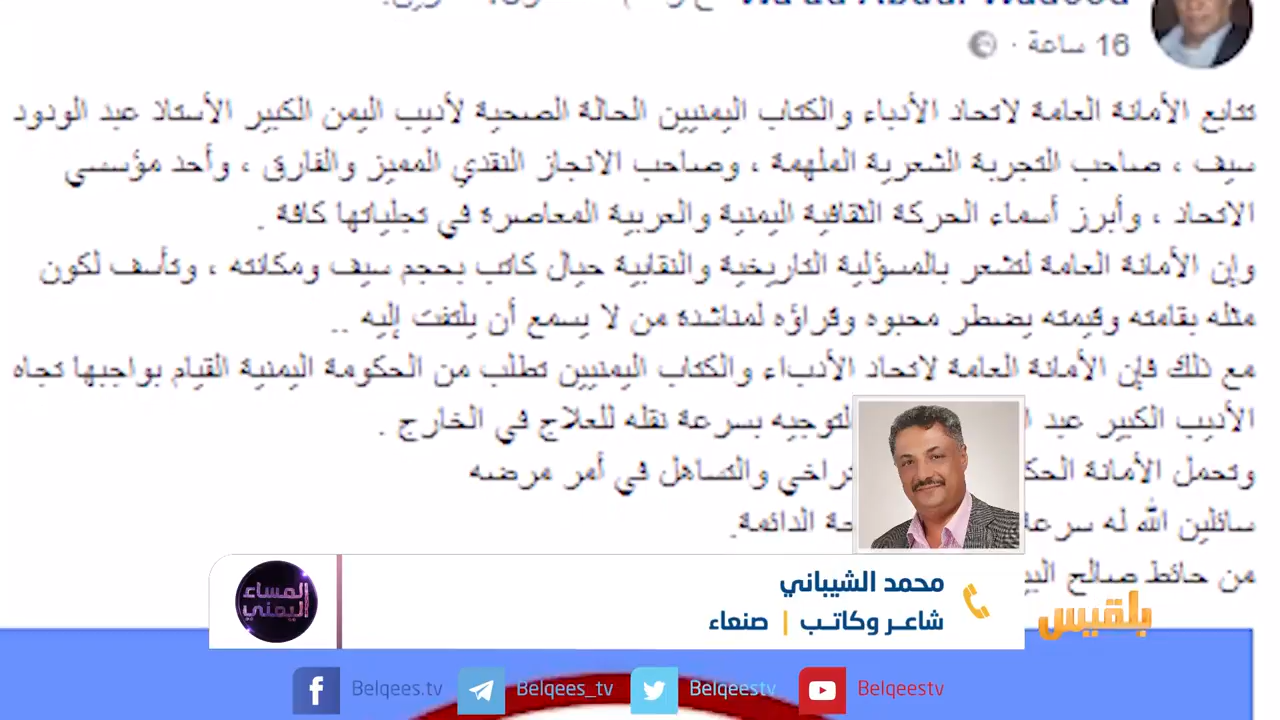 16 ساعة ·
تتابع الأمانة العامة لاتحاد الأدباء والكتاب اليمنيين الحالة الصحية لأديب اليمن الكبير الأستاذ عبد الودود
سيف ، صاحب التجربة الشعرية الملهمة ، وصاحب الانجاز النقدي المميز والفارق ، وأحد مؤسسي
الاتحاد ، وأبرز أسماء الحركة الثقافية اليمنية والعربية المعاصرة في تجلياتها كافة .
وإن الأمانة العامة لتشعر بالمسؤلية التاريخية والنقابية حيال كاتب بحجم سيف ومكانته ، وتأسف لكون
مثله بقامته وقيمته يضطر محبوه وقراؤه لمناشدة من لا يسمع أن يلتفت إليه ..
مع ذلك فإن الأمانة العامة لاتحاد الأدباء والكتاب اليمنيين تطلب من الحكومة اليمنية القيام بواجبها تجاه
الأديب الكبير عبد لتوجيه بسرعة نقله للعلاج في الخارج .
وتحمل الأمانة والتساهل في أمر مرضه
سائلين الله له سرعة الدائمة.
من حائط صالح
محمد الشيباني
شاعر وكاتب | صنعاء
المساء
اليمني
بلقيس
Belqees.tv
Belqees_tv
Belqeestv
Belqeestv